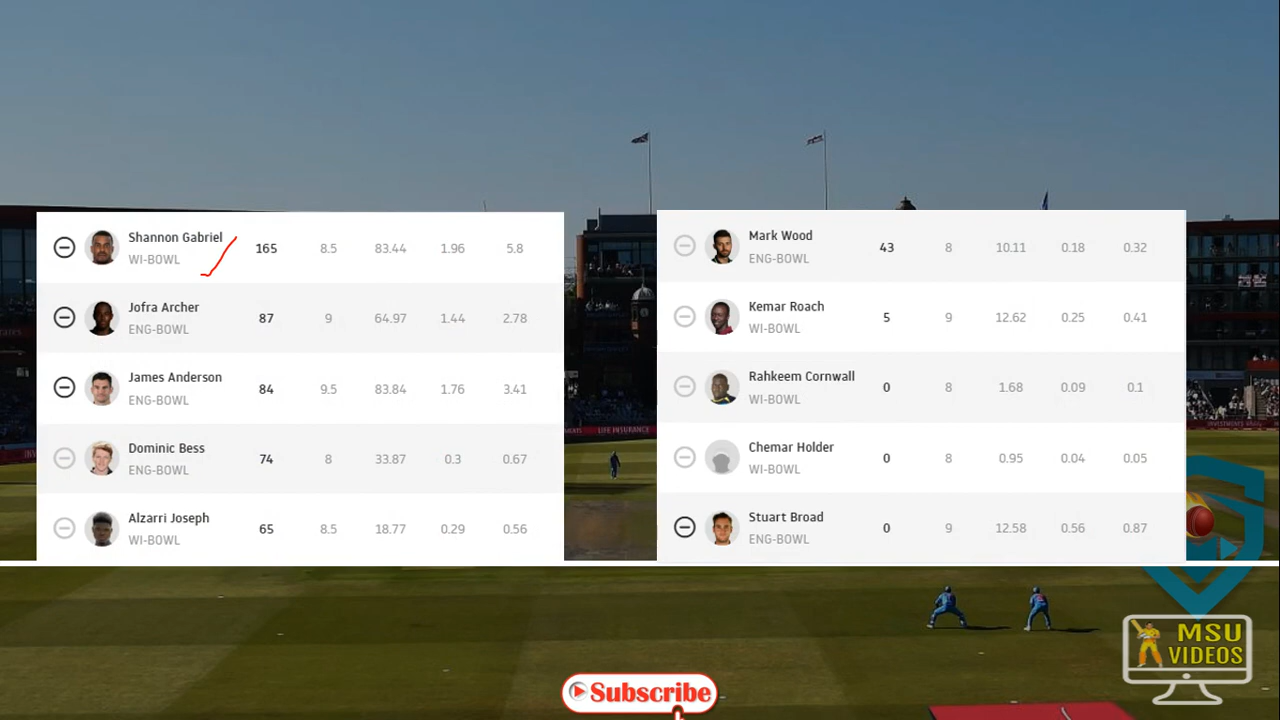 Shannon Gabriel
WI-BOWL
165 8.5 83.44 1.96 5.8
Jofra Archer
ENG-BOWL
87 9 64.97 1.44 2.78
James Anderson
ENG-BOWL
84 9.5 83.84 1.76 3.41
Dominic Bess
ENG-BOWL
74 8 33.87 0.3 0.67
Alzarri Joseph
WI-BOWL
65 8.5 18.77 0.29 0.56
Mark Wood
ENG-BOWL
43 8 10.11 0.18 0.32
Kemar Roach
WI-BOWL
5 9 12.62 0.25 0.41
Rahkeem Cornwall
WI-BOWL
0 8 1.68 0.09 0.1
Chemar Holder
WI-BOWL
0 8 0.95 0.04 0.05
Stuart Broad
ENG-BOWL
0 9 12.58 0.56 0.87
LIFE INSURANCE
MSU
VIDEOS
Subscribe